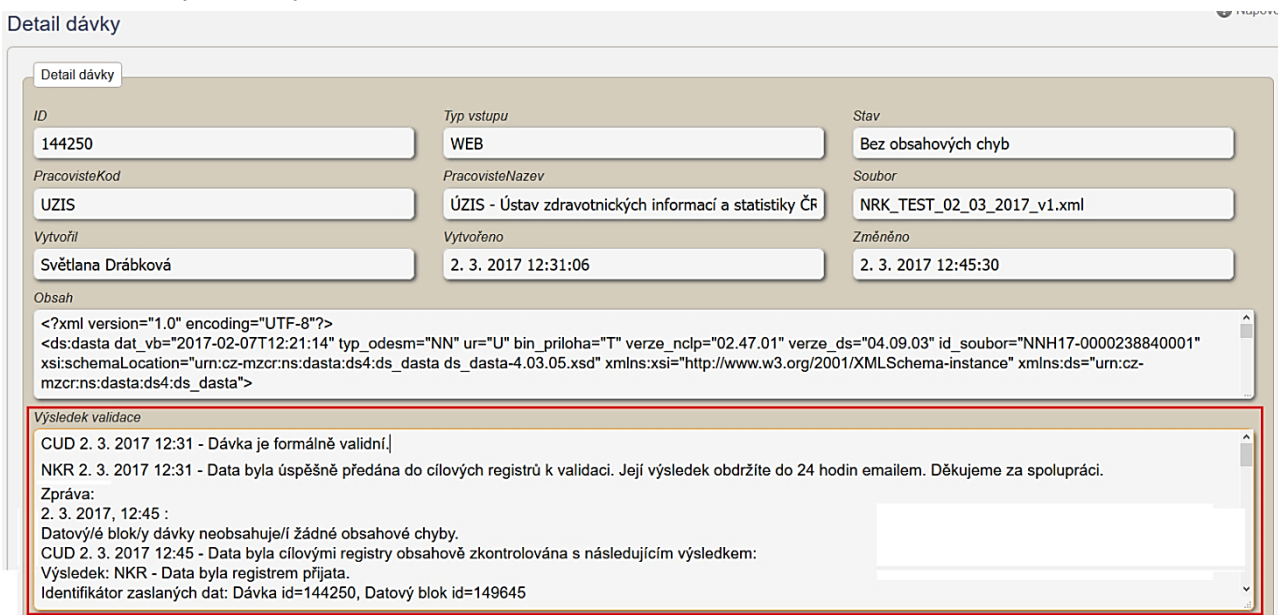 Detail dávky
Detail dávky
ID
Typ vstupu
Stav
144250
WEB
Bez obsahových chyb
PracovisteKod
PracovisteNazev
Soubor
UZIS
ÚZIS - Ústav zdravotnických informací a statistiky ČR
NRK_TEST_02_03_2017_v1.xml
Vytvořil
Vytvořeno
Změněno
Světlana Drábková
2. 3. 2017 12:31:06
2. 3. 2017 12:45:30
Obsah
<?xml version="1.0" encoding="UTF-8"?>
<ds:dasta dat_vb="2017-02-07T12:21:14" typ_odesm="NN" ur="U" bin_priloha="T" verze_nclp="02.47.01" verze_ds="04.09.03" id_soubor="NNH17-0000238840001"
xsi:schemaLocation="urn:cz-mzcr:ns:dasta:ds4:ds_dasta ds_dasta-4.03.05.xsd" xmlns:xsi="http://www.w3.org/2001/XMLSchema-instance" xmlns:ds="urn:cz-
mzcr:ns:dasta:ds4:ds_dasta">
Výsledek validace
CUD 2. 3. 2017 12:31 - Dávka je formálně validní.
NKR 2. 3. 2017 12:31 - Data byla úspěšně předána do cílových registrů k validaci. Její výsledek obdržíte do 24 hodin emailem. Děkujeme za spolupráci.
Zpráva:
2. 3. 2017, 12:45 :
Datový/é blok/y dávky neobsahuje/í žádné obsahové chyby.
CUD 2. 3. 2017 12:45 - Data byla cílovými registry obsahově zkontrolována s následujícím výsledkem:
Výsledek: NKR - Data byla registrem přijata.
Identifikátor zaslaných dat: Dávka id=144250, Datový blok id=149645